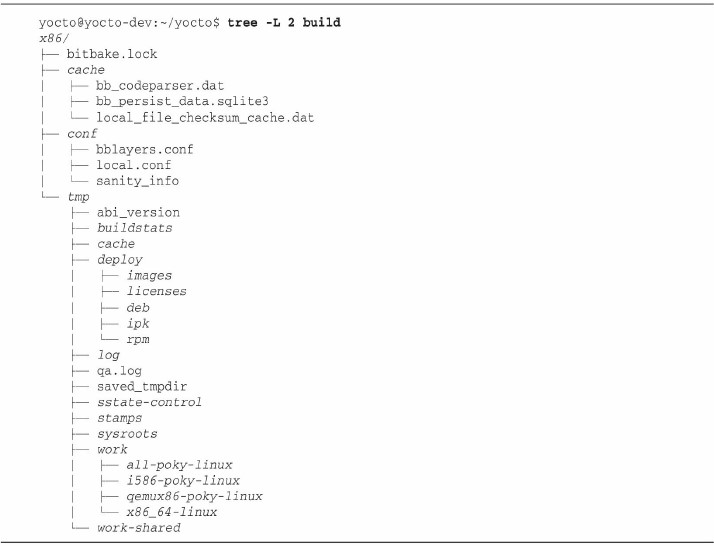 yocto@yocto-dev:~/yocto$ tree -L 2 build
x86/
├── bitbake.lock
├── cache
│   ├── bb_codeparser.dat
│   ├── bb_persist_data.sqlite3
│   └── local_file_checksum_cache.dat
├── conf
│   ├── bblayers.conf
│   ├── local.conf
│   └── sanity_info
└── tmp
    ├── abi_version
    ├── buildstats
    ├── cache
    ├── deploy
    │   ├── images
    │   ├── licenses
    │   ├── deb
    │   ├── ipk
    │   └── rpm
    ├── log
    ├── qa.log
    ├── saved_tmpdir
    ├── sstate-control
    ├── stamps
    ├── sysroots
    ├── work
    │   ├── all-poky-linux
    │   ├── i586-poky-linux
    │   ├── qemux86-poky-linux
    │   └── x86_64-linux
    └── work-shared